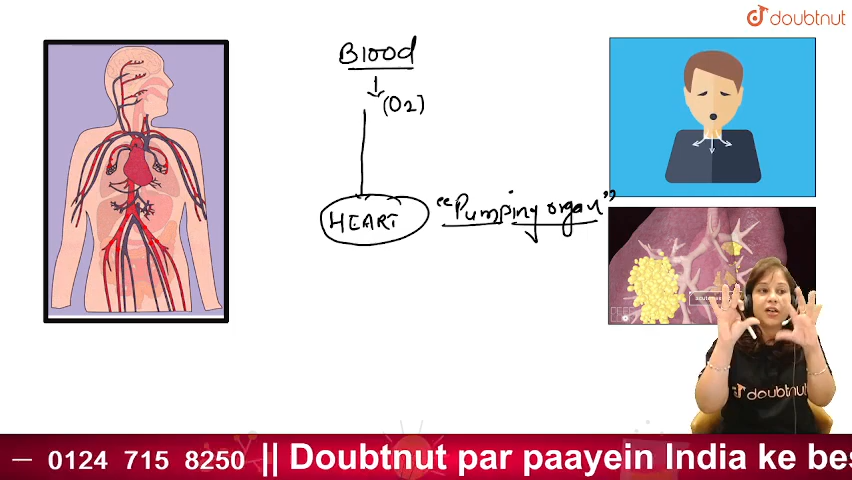 doubtnut
Blood
(O2)
HEART "Pumping organ"
doubtnut
0124 715 8250 || Doubtnut par paayein India ke bes